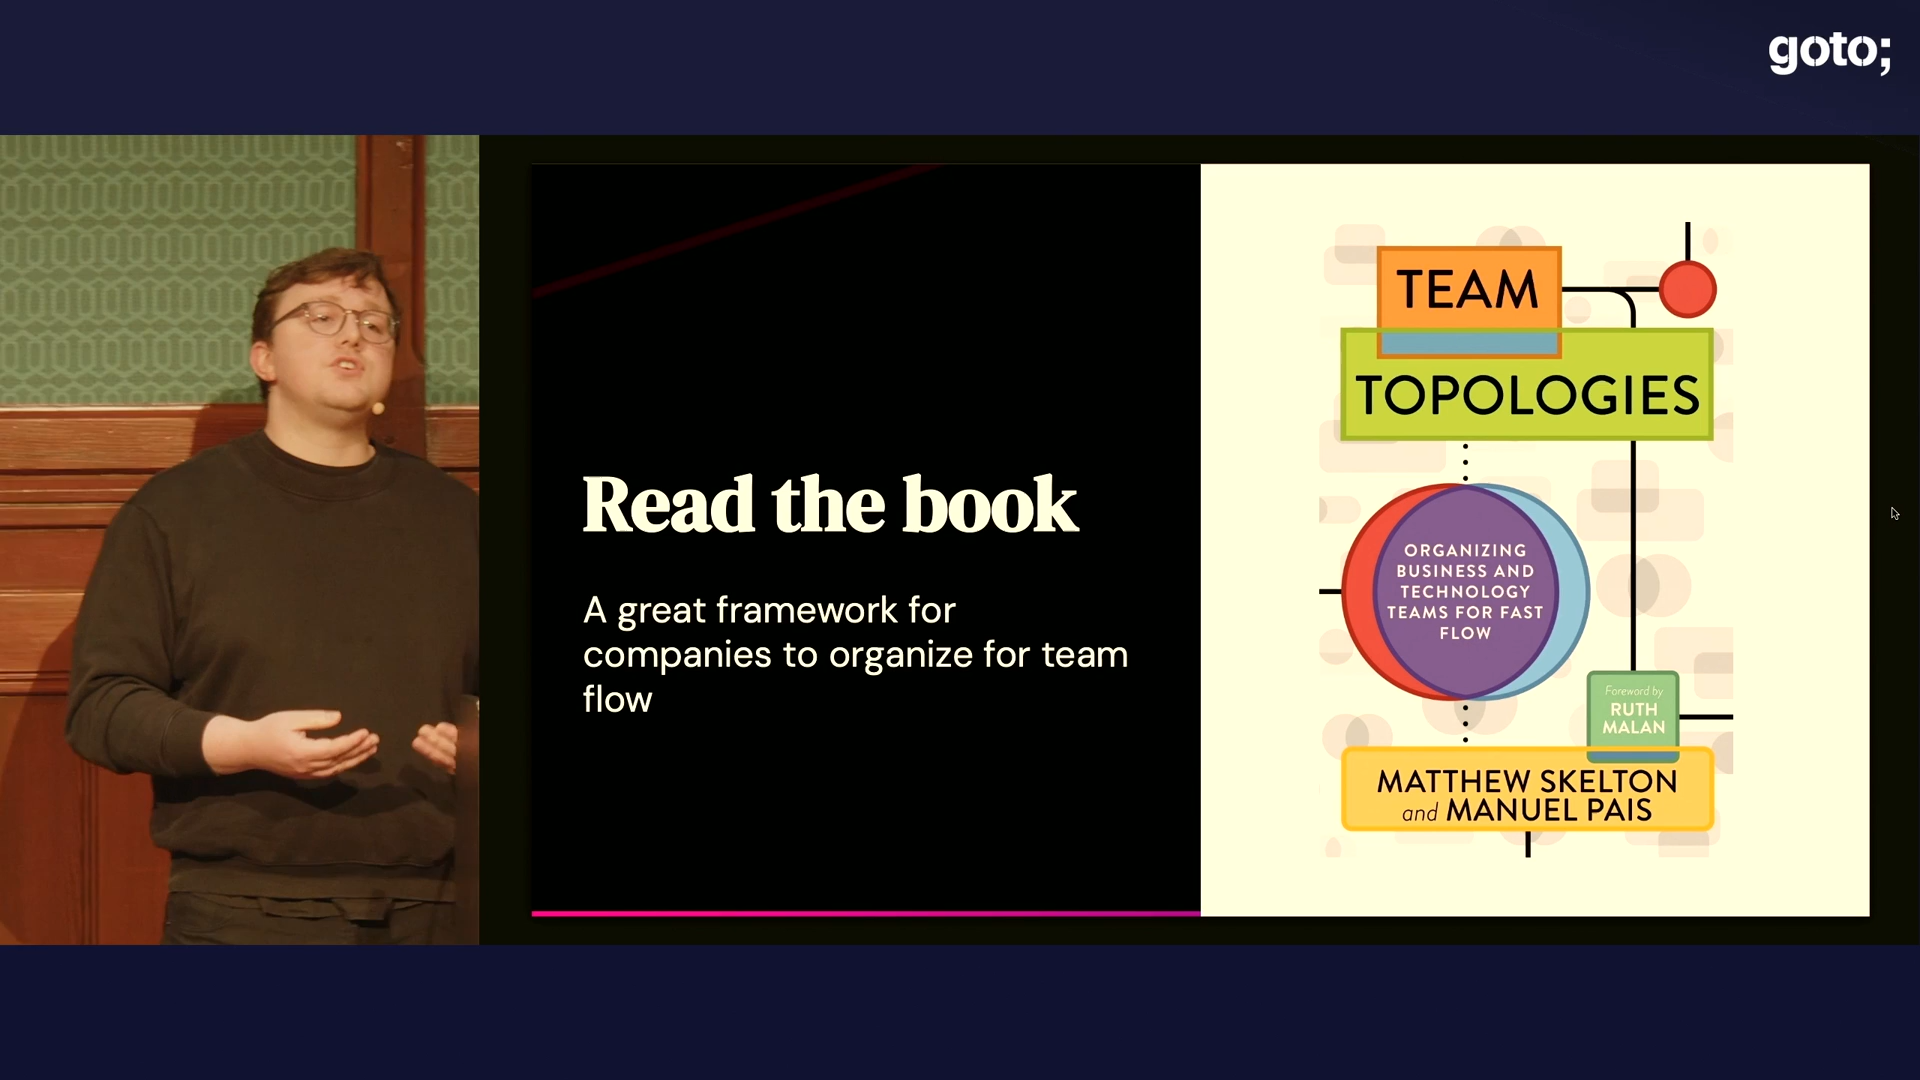 goto;
Read the book
A great framework for
companies to organize for team
flow
TEAM
TOPOLOGIES
ORGANIZING
BUSINESS AND
TECHNOLOGY
TEAMS FOR FAST
FLOW
Foreword by
RUTH
MALAN
MATTHEW SKELTON
and MANUEL PAIS